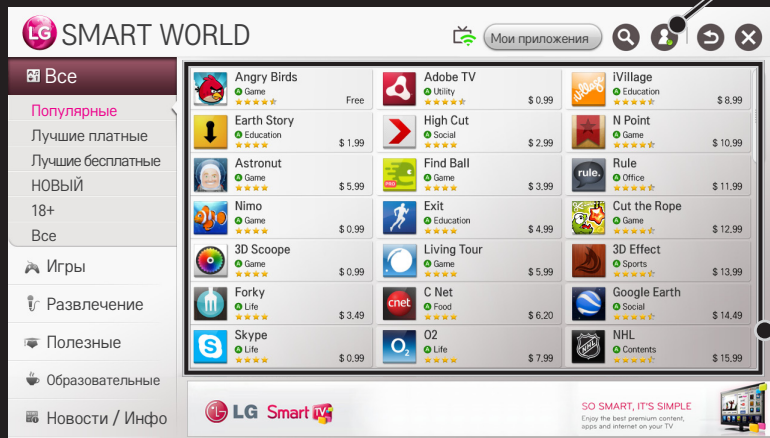 LG SMART WORLD
Мои приложения
Все
Популярные
Лучшие платные
Лучшие бесплатные
НОВЫЙ
18+
Все
Игры
Развлечение
Полезные
Образовательные
Новости / Инфо
Angry Birds
A Game
Free
Adobe TV
A Utility
$ 0.99
iVillage
village
A Education
$ 8.99
Earth Story
A Education
$ 1.99
High Cut
A Social
$ 2.99
N Point
A Game
$ 10.99
Astronut
A Game
$ 5.99
Find Ball
PRO
A Game
$ 3.99
Rule
rule.
A Office
$ 11.99
Nimo
A Game
$ 0.99
Exit
A Education
$ 4.99
Cut the Rope
A Game
$ 12.99
3D Scoope
A Game
$ 0.99
Living Tour
A Game
$ 5.99
3D Effect
A Sports
$ 13,99
Forky
A Life
$ 3.49
C Net
cnet
A Food
$ 6.20
Google Earth
A Social
$ 14.49
Skype
S
A Life
$ 0.99
O2
O2
A Life
$ 7.99
NHL
NHL
A Contents
$ 15.99
LG Smart TV
SO SMART, IT'S SIMPLE
Enjoy the best premium content,
apps and internet on your TV